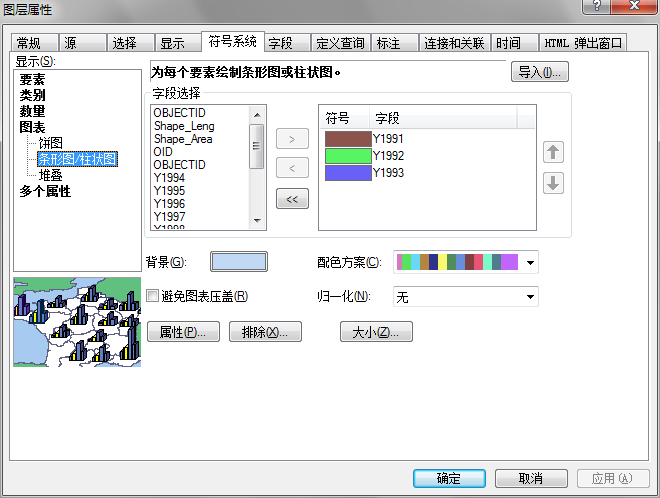 图层属性
常规 源 选择 显示 符号系统 字段 定义查询 标注 连接和关联 时间 HTML 弹出窗口
显示(S):
要素
类别
数量
图表
饼图
条形图/柱状图
堆叠
多个属性
为每个要素绘制条形图或柱状图。
导入(I)...
字段选择
OBJECTID
Shape_Leng
Shape_Area
OID
OBJECTID
Y1994
Y1995
Y1996
Y1997
Y1998
>
<
<<
符号 字段
Y1991
Y1992
Y1993
背景(G):
配色方案(C):
避免图表压盖(R)
归一化(N): 无
属性(P)... 排除(X)... 大小(Z)...
确定 取消 应用(A)